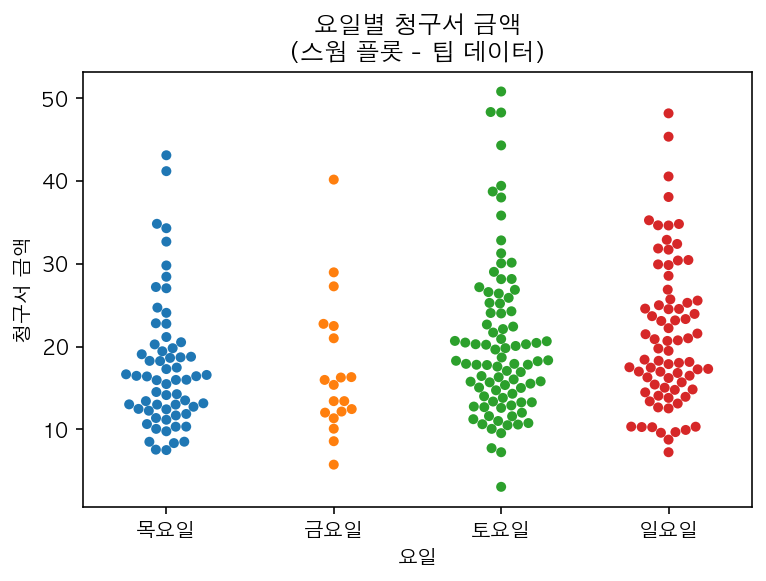 요일별 청구서 금액
(스웜 플롯 - 팁 데이터)
청구서 금액
50
40
30
20
10
목요일
금요일
토요일
일요일
요일